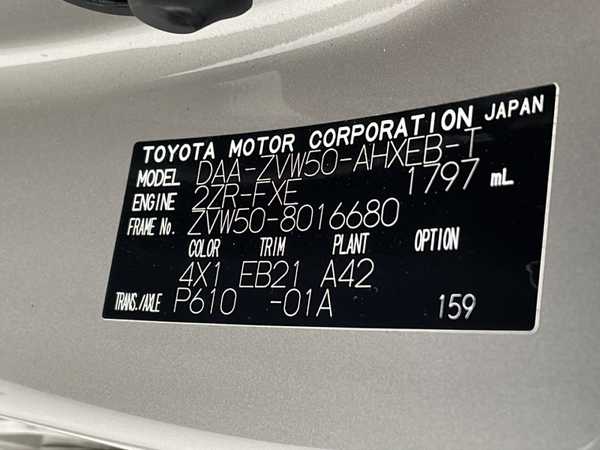 TOYOTA MOTOR CORPORATION JAPAN
MODEL DAA-ZVW50-AHXEB-T
ENGINE 2ZR-FXE 1797 mL
FRAME No. ZVW50-8016680
COLOR TRIM PLANT OPTION
4X1 EB21 A42
TRANS./AXLE P610 -01A 159